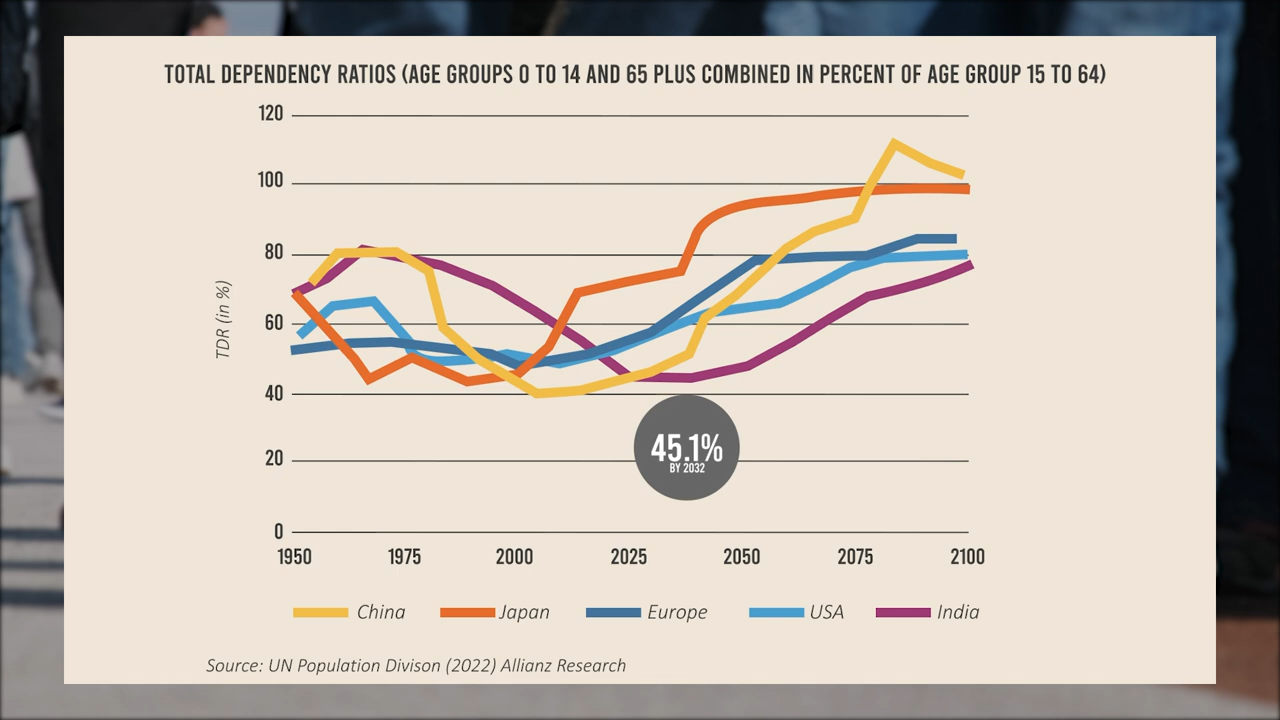 TOTAL DEPENDENCY RATIOS (AGE GROUPS 0 TO 14 AND 65 PLUS COMBINED IN PERCENT OF AGE GROUP 15 TO 64)
120
100
80
60
40
20
0
TDR (in %)
45.1%
BY 2032
1950 1975 2000 2025 2050 2075 2100
China Japan Europe USA India
Source: UN Population Divison (2022) Allianz Research